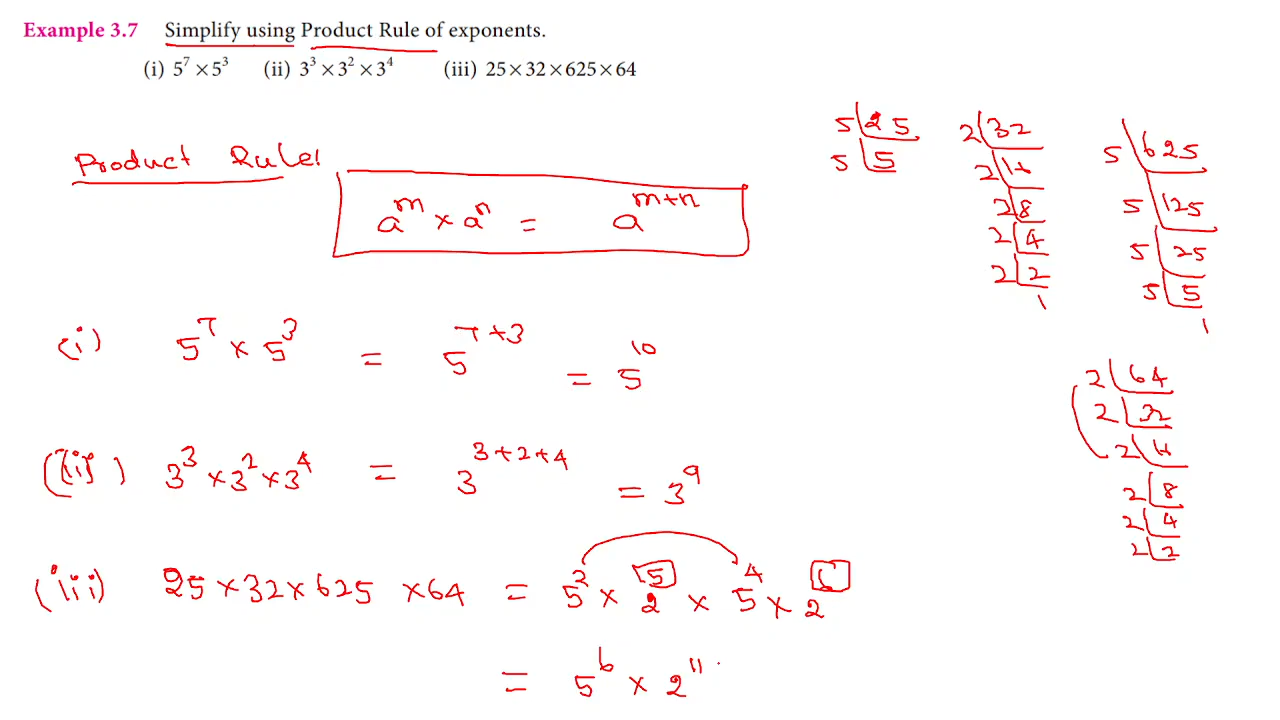 Example 3.7 Simplify using Product Rule of exponents.
(i) 5⁷ × 5³ (ii) 3³ × 3² × 3⁴ (iii) 25 × 32 × 625 × 64
Product Rule:
aᵐ × aⁿ = aᵐ⁺ⁿ
5 | 25
5 | 5
2 | 32
2 | 16
2 | 8
2 | 4
2 | 2
1
5 | 625
5 | 125
5 | 25
5 | 5
1
(i) 5⁷ × 5³ = 5⁷⁺³ = 5¹⁰
2 | 64
2 | 32
2 | 16
2 | 8
2 | 4
2 | 2
(ii) 3³ × 3² × 3⁴ = 3³⁺²⁺⁴ = 3⁹
(iii) 25 × 32 × 625 × 64 = 5² × 2⁵ × 5⁴ × 2⁶
= 5⁶ × 2¹¹